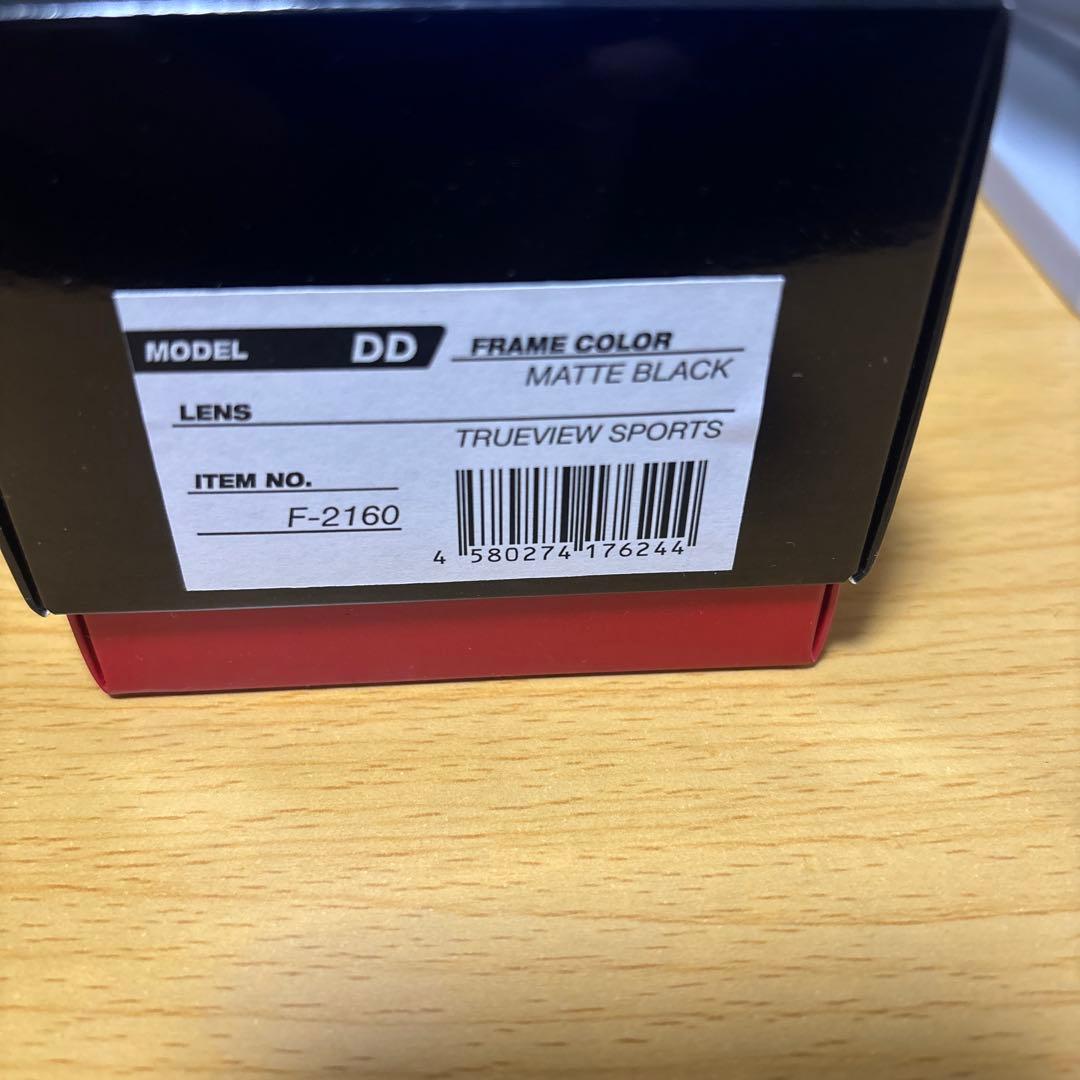 MODEL DD
FRAME COLOR
MATTE BLACK
LENS
TRUEVIEW SPORTS
ITEM NO.
F-2160
4 580274 176244